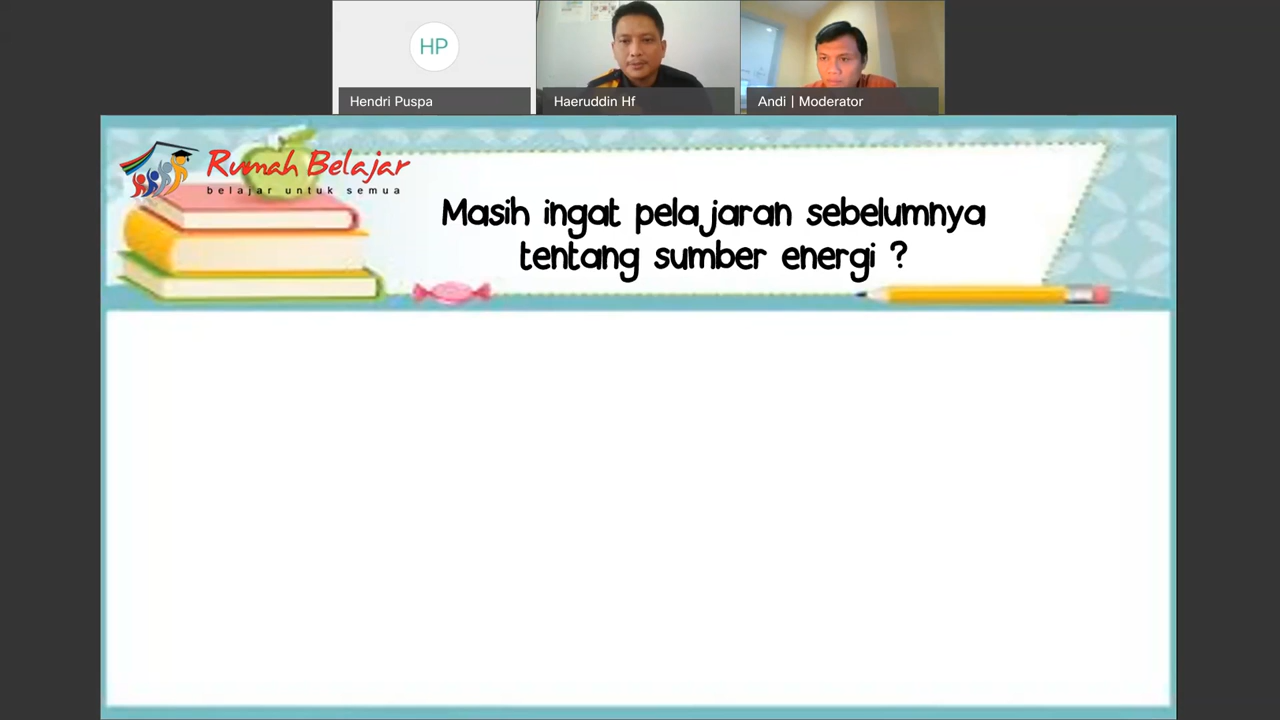 HP
Hendri Puspa
Haeruddin Hf
Andi | Moderator
Rumah Belajar
belajar untuk semua
Masih ingat pelajaran sebelumnya
tentang sumber energi ?